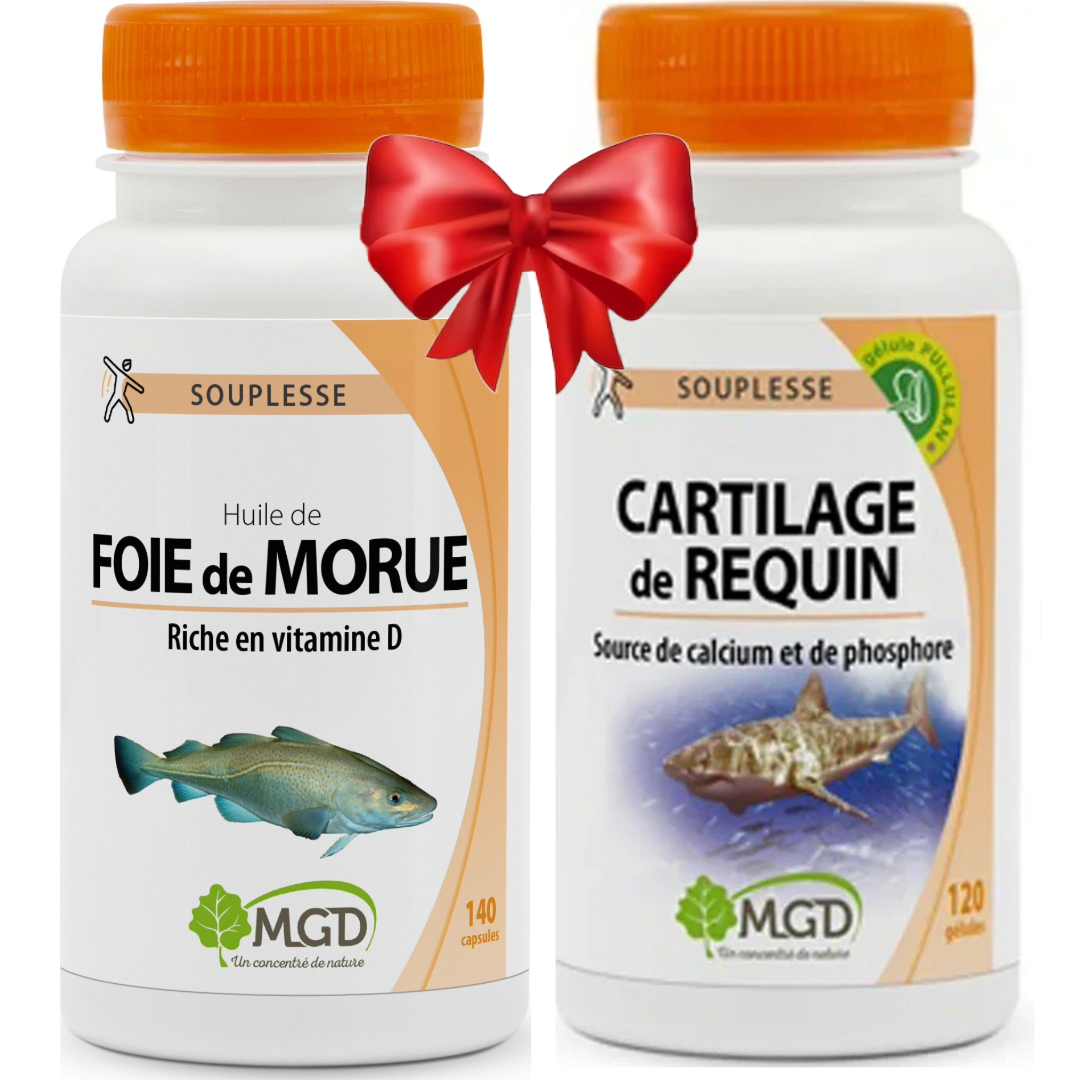 SOUPLESSE
Huile de
FOIE de MORUE
Riche en vitamine D
MGD
Un concentré de nature
140
capsules
SOUPLESSE
gélule PULLULAN
CARTILAGE
de REQUIN
Source de calcium et de phosphore
MGD
Un concentré de nature
120
gélules